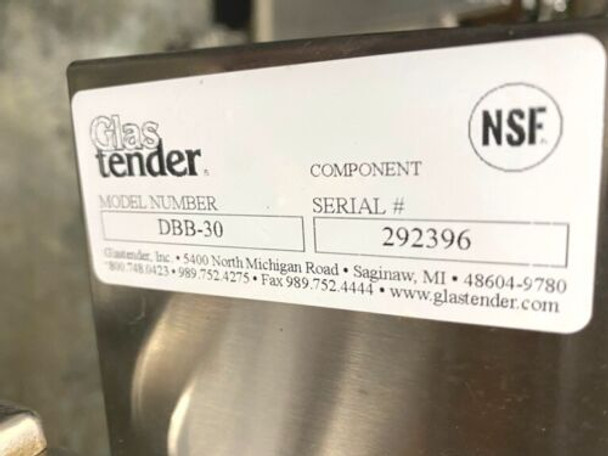 Glas
tender
NSF
COMPONENT
MODEL NUMBER
SERIAL #
DBB-30
292396
Glastender, Inc. • 5400 North Michigan Road • Saginaw, MI • 48604-9780
800.748.0423 • 989.752.4275 • Fax 989.752.4444 • www.glastender.com